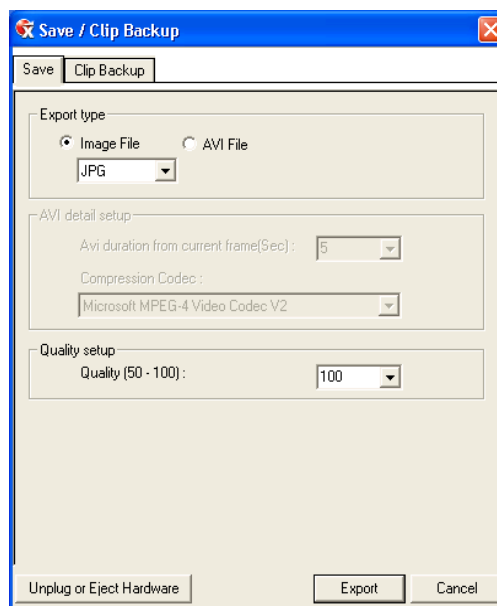 Save / Clip Backup
Save Clip Backup
Export type
Image File AVI File
JPG
AVI detail setup
Avi duration from current frame(Sec) : 5
Compression Codec :
Microsoft MPEG-4 Video Codec V2
Quality setup
Quality (50 - 100) : 100
Unplug or Eject Hardware Export Cancel